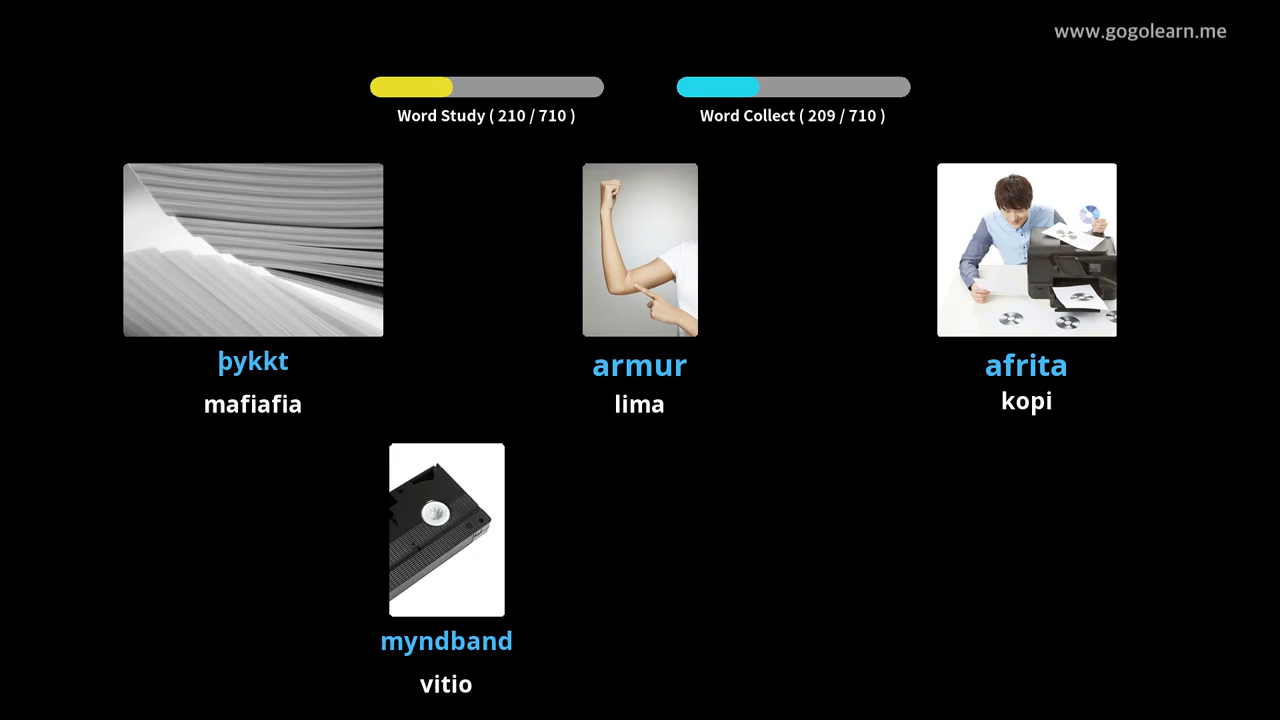 www.gogolearn.me
Word Study ( 210 / 710 )
Word Collect ( 209 / 710 )
þykkt
mafiafia
armur
lima
afrita
kopi
myndband
vitio